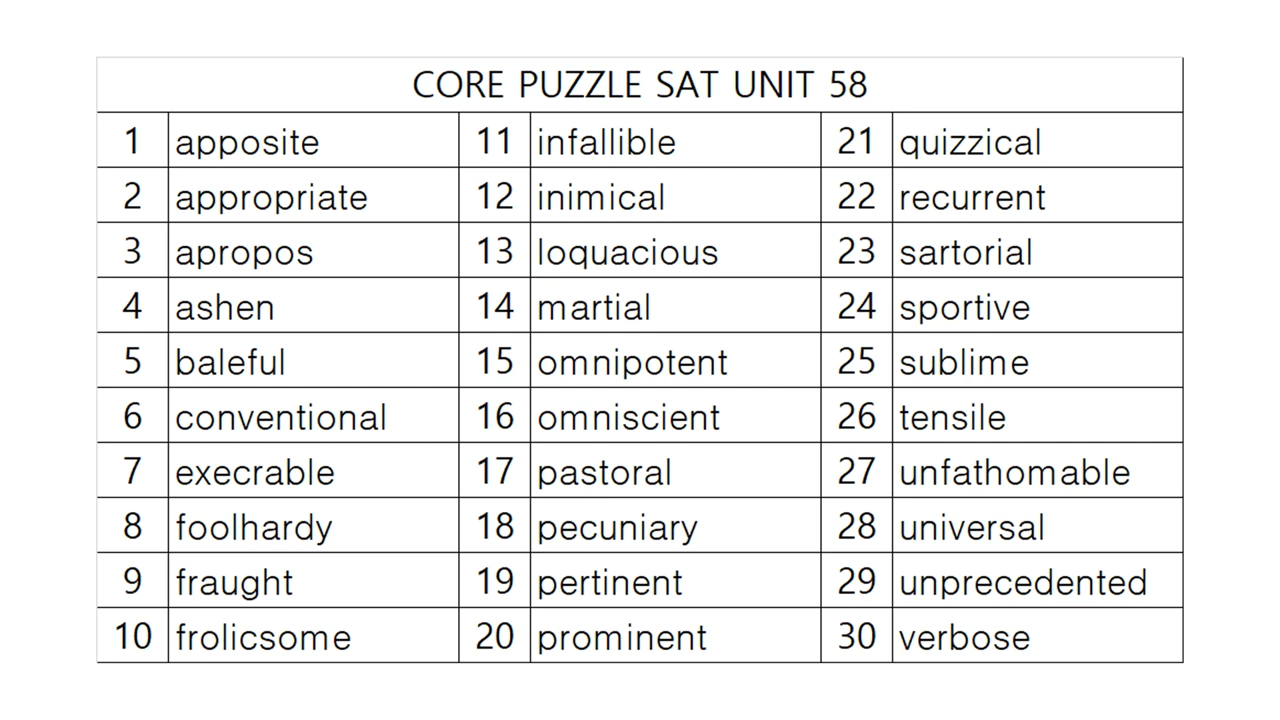 CORE PUZZLE SAT UNIT 58
1 apposite 11 infallible 21 quizzical
2 appropriate 12 inimical 22 recurrent
3 apropos 13 loquacious 23 sartorial
4 ashen 14 martial 24 sportive
5 baleful 15 omnipotent 25 sublime
6 conventional 16 omniscient 26 tensile
7 execrable 17 pastoral 27 unfathomable
8 foolhardy 18 pecuniary 28 universal
9 fraught 19 pertinent 29 unprecedented
10 frolicsome 20 prominent 30 verbose